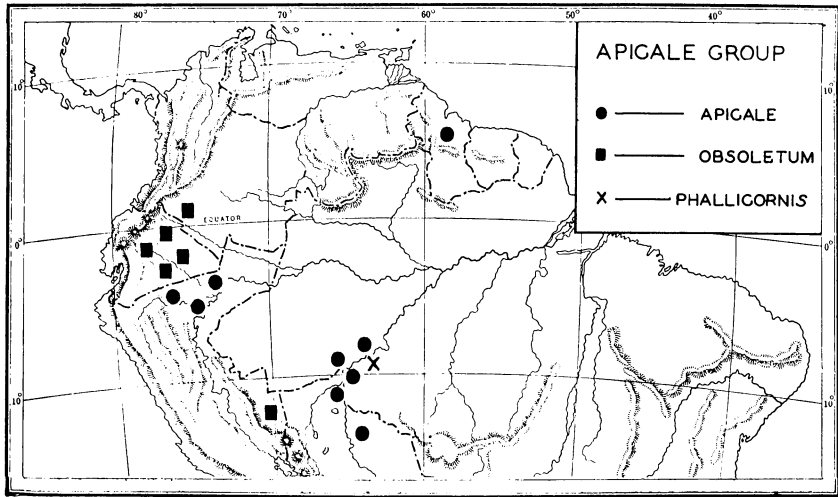 80° 70° 60° 50° 40°
APICALE GROUP
10° 10°
APICALE
OBSOLETUM
PHALLICORNIS
EQUATOR
0° 0°
10° 10°